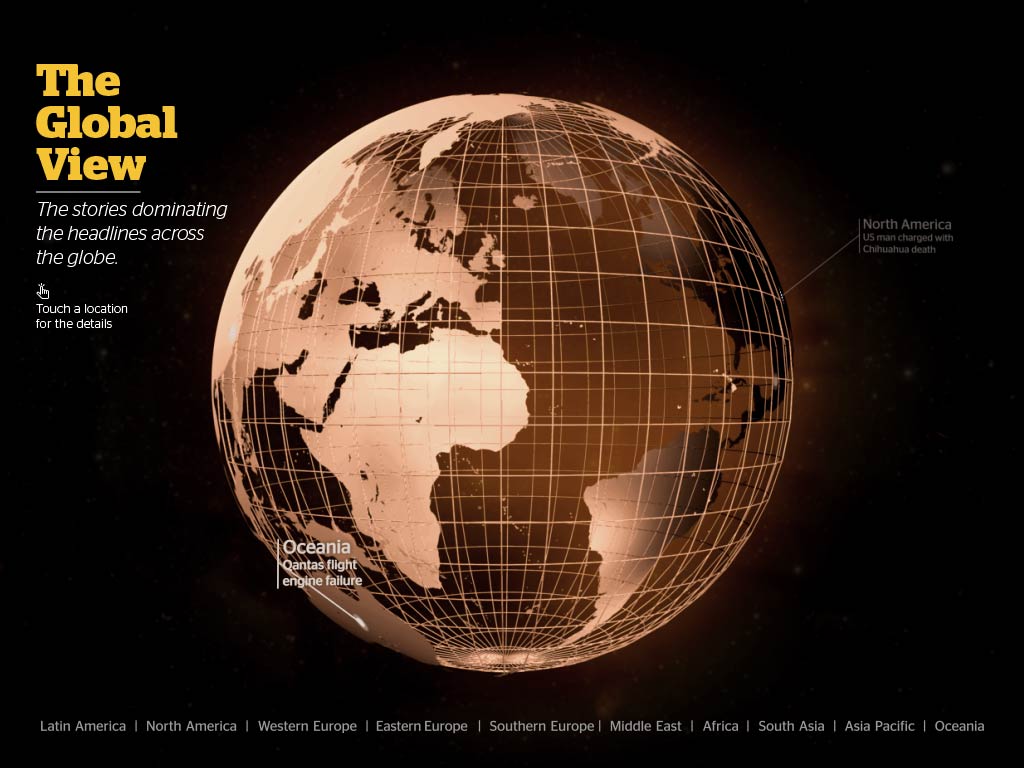 The
Global
View
The stories dominating
the headlines across
the globe.
Touch a location
for the details
North America
US man charged with
Chihuahua death
Oceania
Qantas flight
engine failure
Latin America | North America | Western Europe | Eastern Europe | Southern Europe | Middle East | Africa | South Asia | Asia Pacific | Oceania